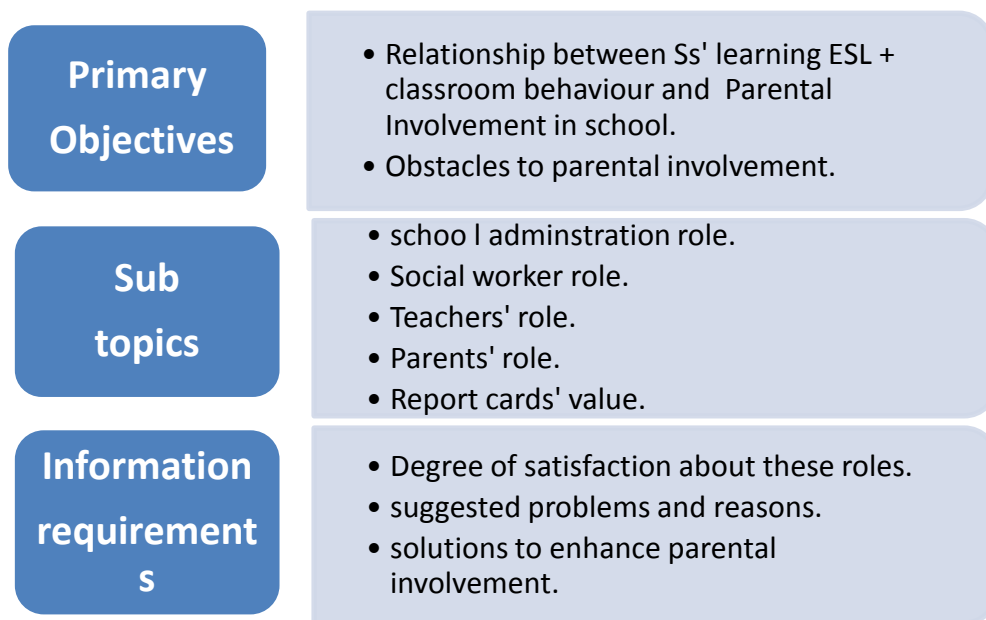 Primary
Objectives
• Relationship between Ss' learning ESL +
classroom behaviour and Parental
Involvement in school.
• Obstacles to parental involvement.
Sub
topics
• schoo l adminstration role.
• Social worker role.
• Teachers' role.
• Parents' role.
• Report cards' value.
Information
requirement
s
• Degree of satisfaction about these roles.
• suggested problems and reasons.
• solutions to enhance parental
involvement.